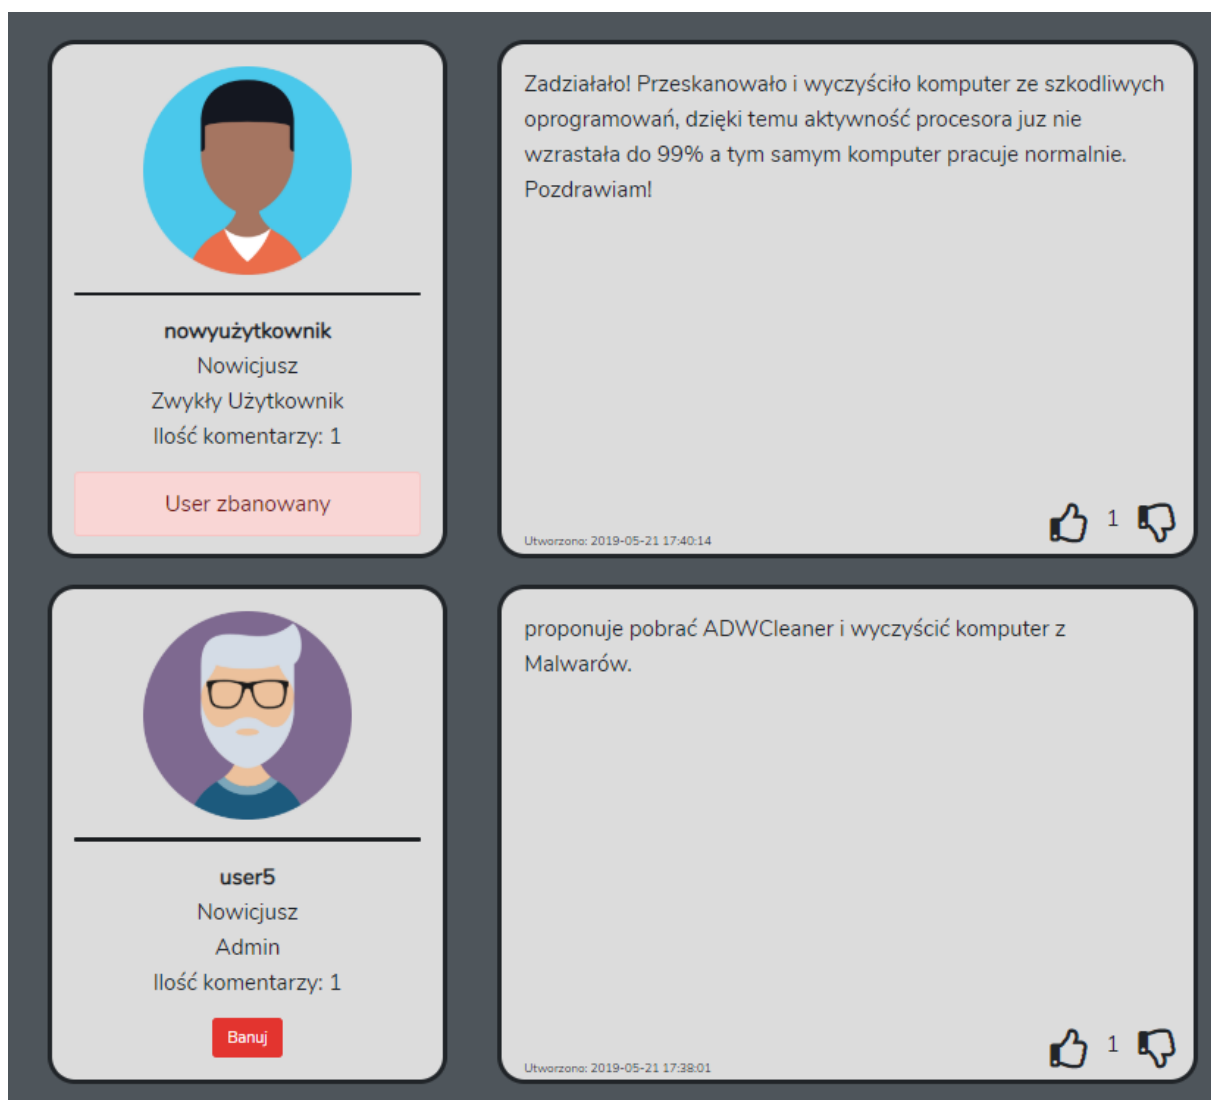 Zadziałało! Przeskanowało i wyczyściło komputer ze szkodliwych
oprogramowań, dzięki temu aktywność procesora juz nie
wzrastała do 99% a tym samym komputer pracuje normalnie.
Pozdrawiam!
nowyużytkownik
Nowicjusz
Zwykły Użytkownik
Ilość komentarzy: 1
User zbanowany
Utworzono: 2019-05-21 17:40:14
1
proponuje pobrać ADWCleaner i wyczyścić komputer z
Malwarów.
user5
Nowicjusz
Admin
Ilość komentarzy: 1
Banuj
Utworzono: 2019-05-21 17:38:01
1